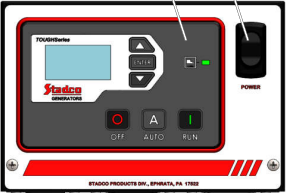 TOUGHSeries
ENTER
Stadco
GENERATORS
POWER
O
A
I
OFF
AUTO
RUN
STADCO PRODUCTS DIV., EPHRATA, PA 17522